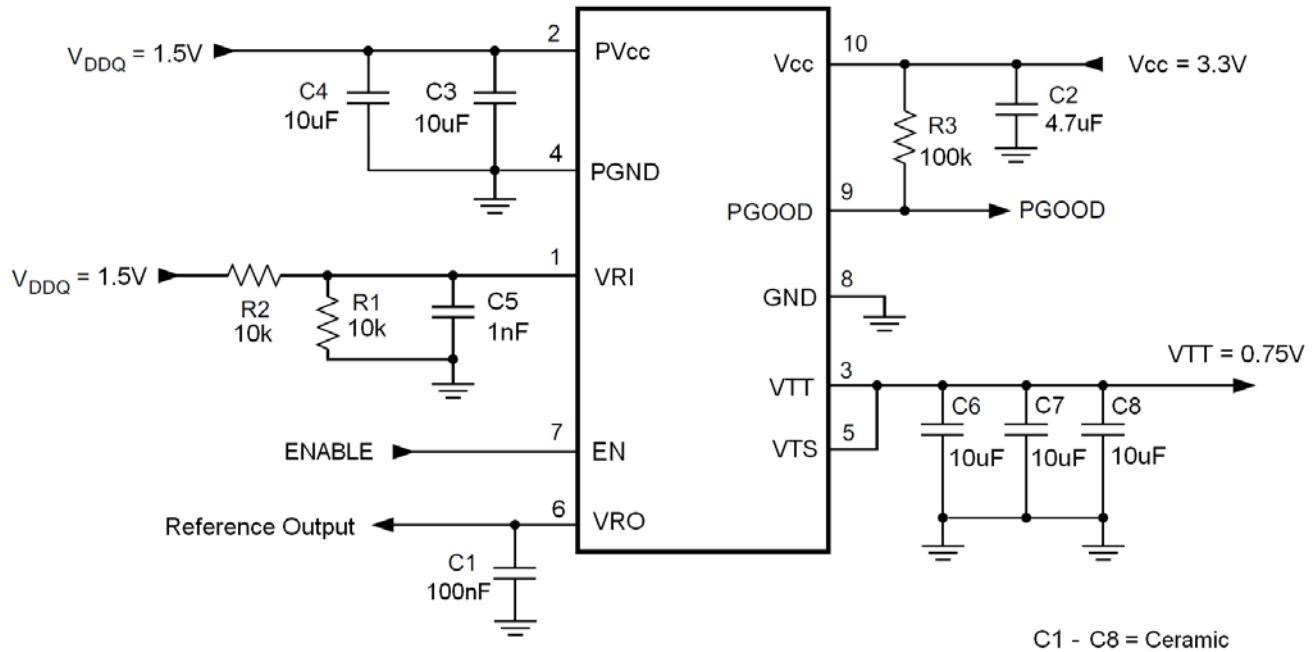 V_DDQ = 1.5V
2
PVcc
C4
10uF
C3
10uF
4
PGND
10
Vcc
Vcc = 3.3V
C2
4.7uF
R3
100k
9
PGOOD
PGOOD
V_DDQ = 1.5V
R2
10k
R1
10k
C5
1nF
1
VRI
8
GND
VTT = 0.75V
3
VTT
5
VTS
C6
10uF
C7
10uF
C8
10uF
ENABLE
7
EN
Reference Output
6
VRO
C1
100nF
C1 - C8 = Ceramic